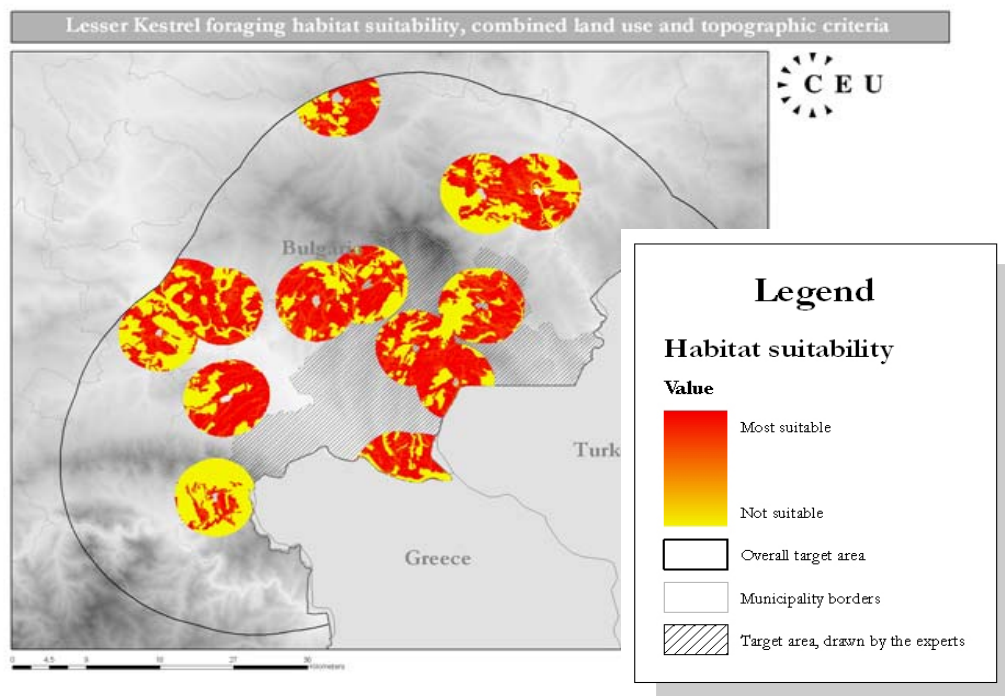 Lesser Kestrel foraging habitat suitability, combined land use and topographic criteria
CEU
Bulgaria
Turk
Greece
Legend
Habitat suitability
Value
Most suitable
Not suitable
Overall target area
Municipality borders
Target area, drawn by the experts
0 4,5 9 18 27 36
Kilometers